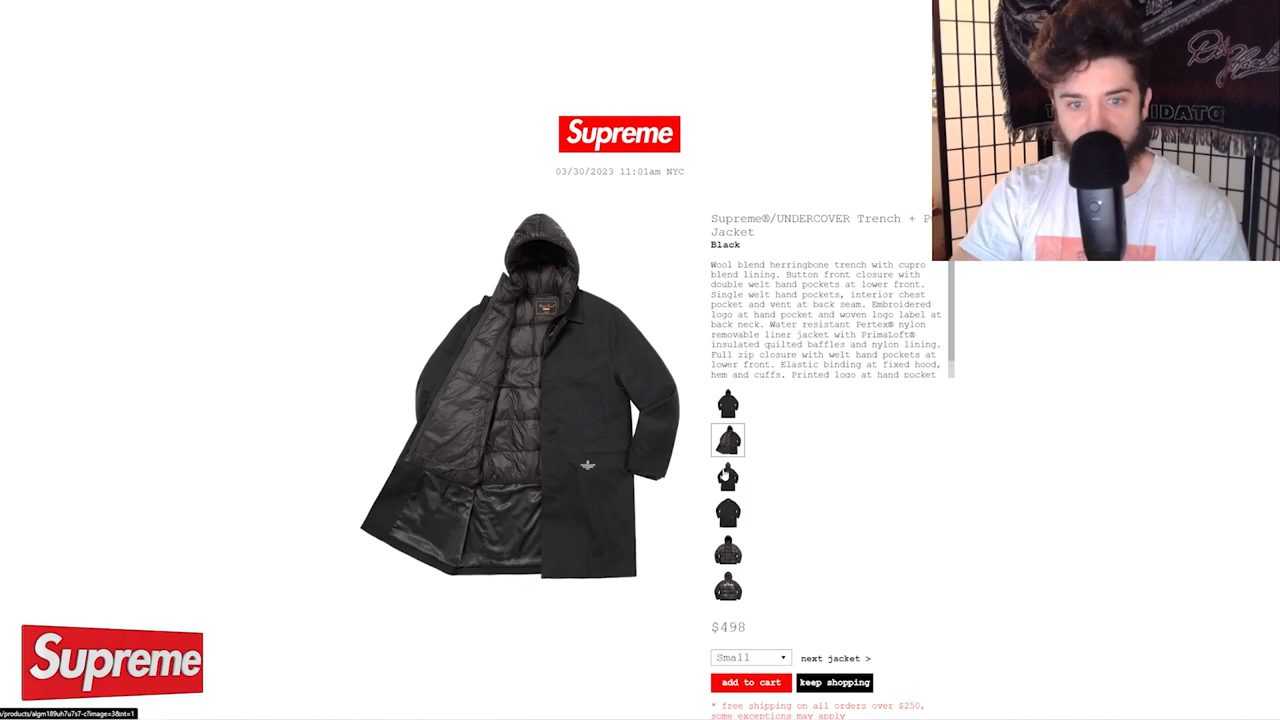 Supreme
03/30/2023 11:01am NYC
Supreme®/UNDERCOVER Trench +
Jacket
Black
Wool blend herringbone trench with cupro
blend lining. Button front closure with
double welt hand pockets at lower front.
Single welt hand pockets, interior chest
pocket and vent at back seam. Embroidered
logo at hand pocket and woven logo label at
back neck. Water resistant Pertex® nylon
removable liner jacket with PrimaLoft®
insulated quilted baffles and nylon lining.
Full zip closure with welt hand pockets at
lower front. Elastic binding at fixed hood,
hem and cuffs. Printed logo at hand pocket
$498
Small
next jacket >
add to cart
keep shopping
* free shipping on all orders over $250,
some exceptions may apply
Supreme